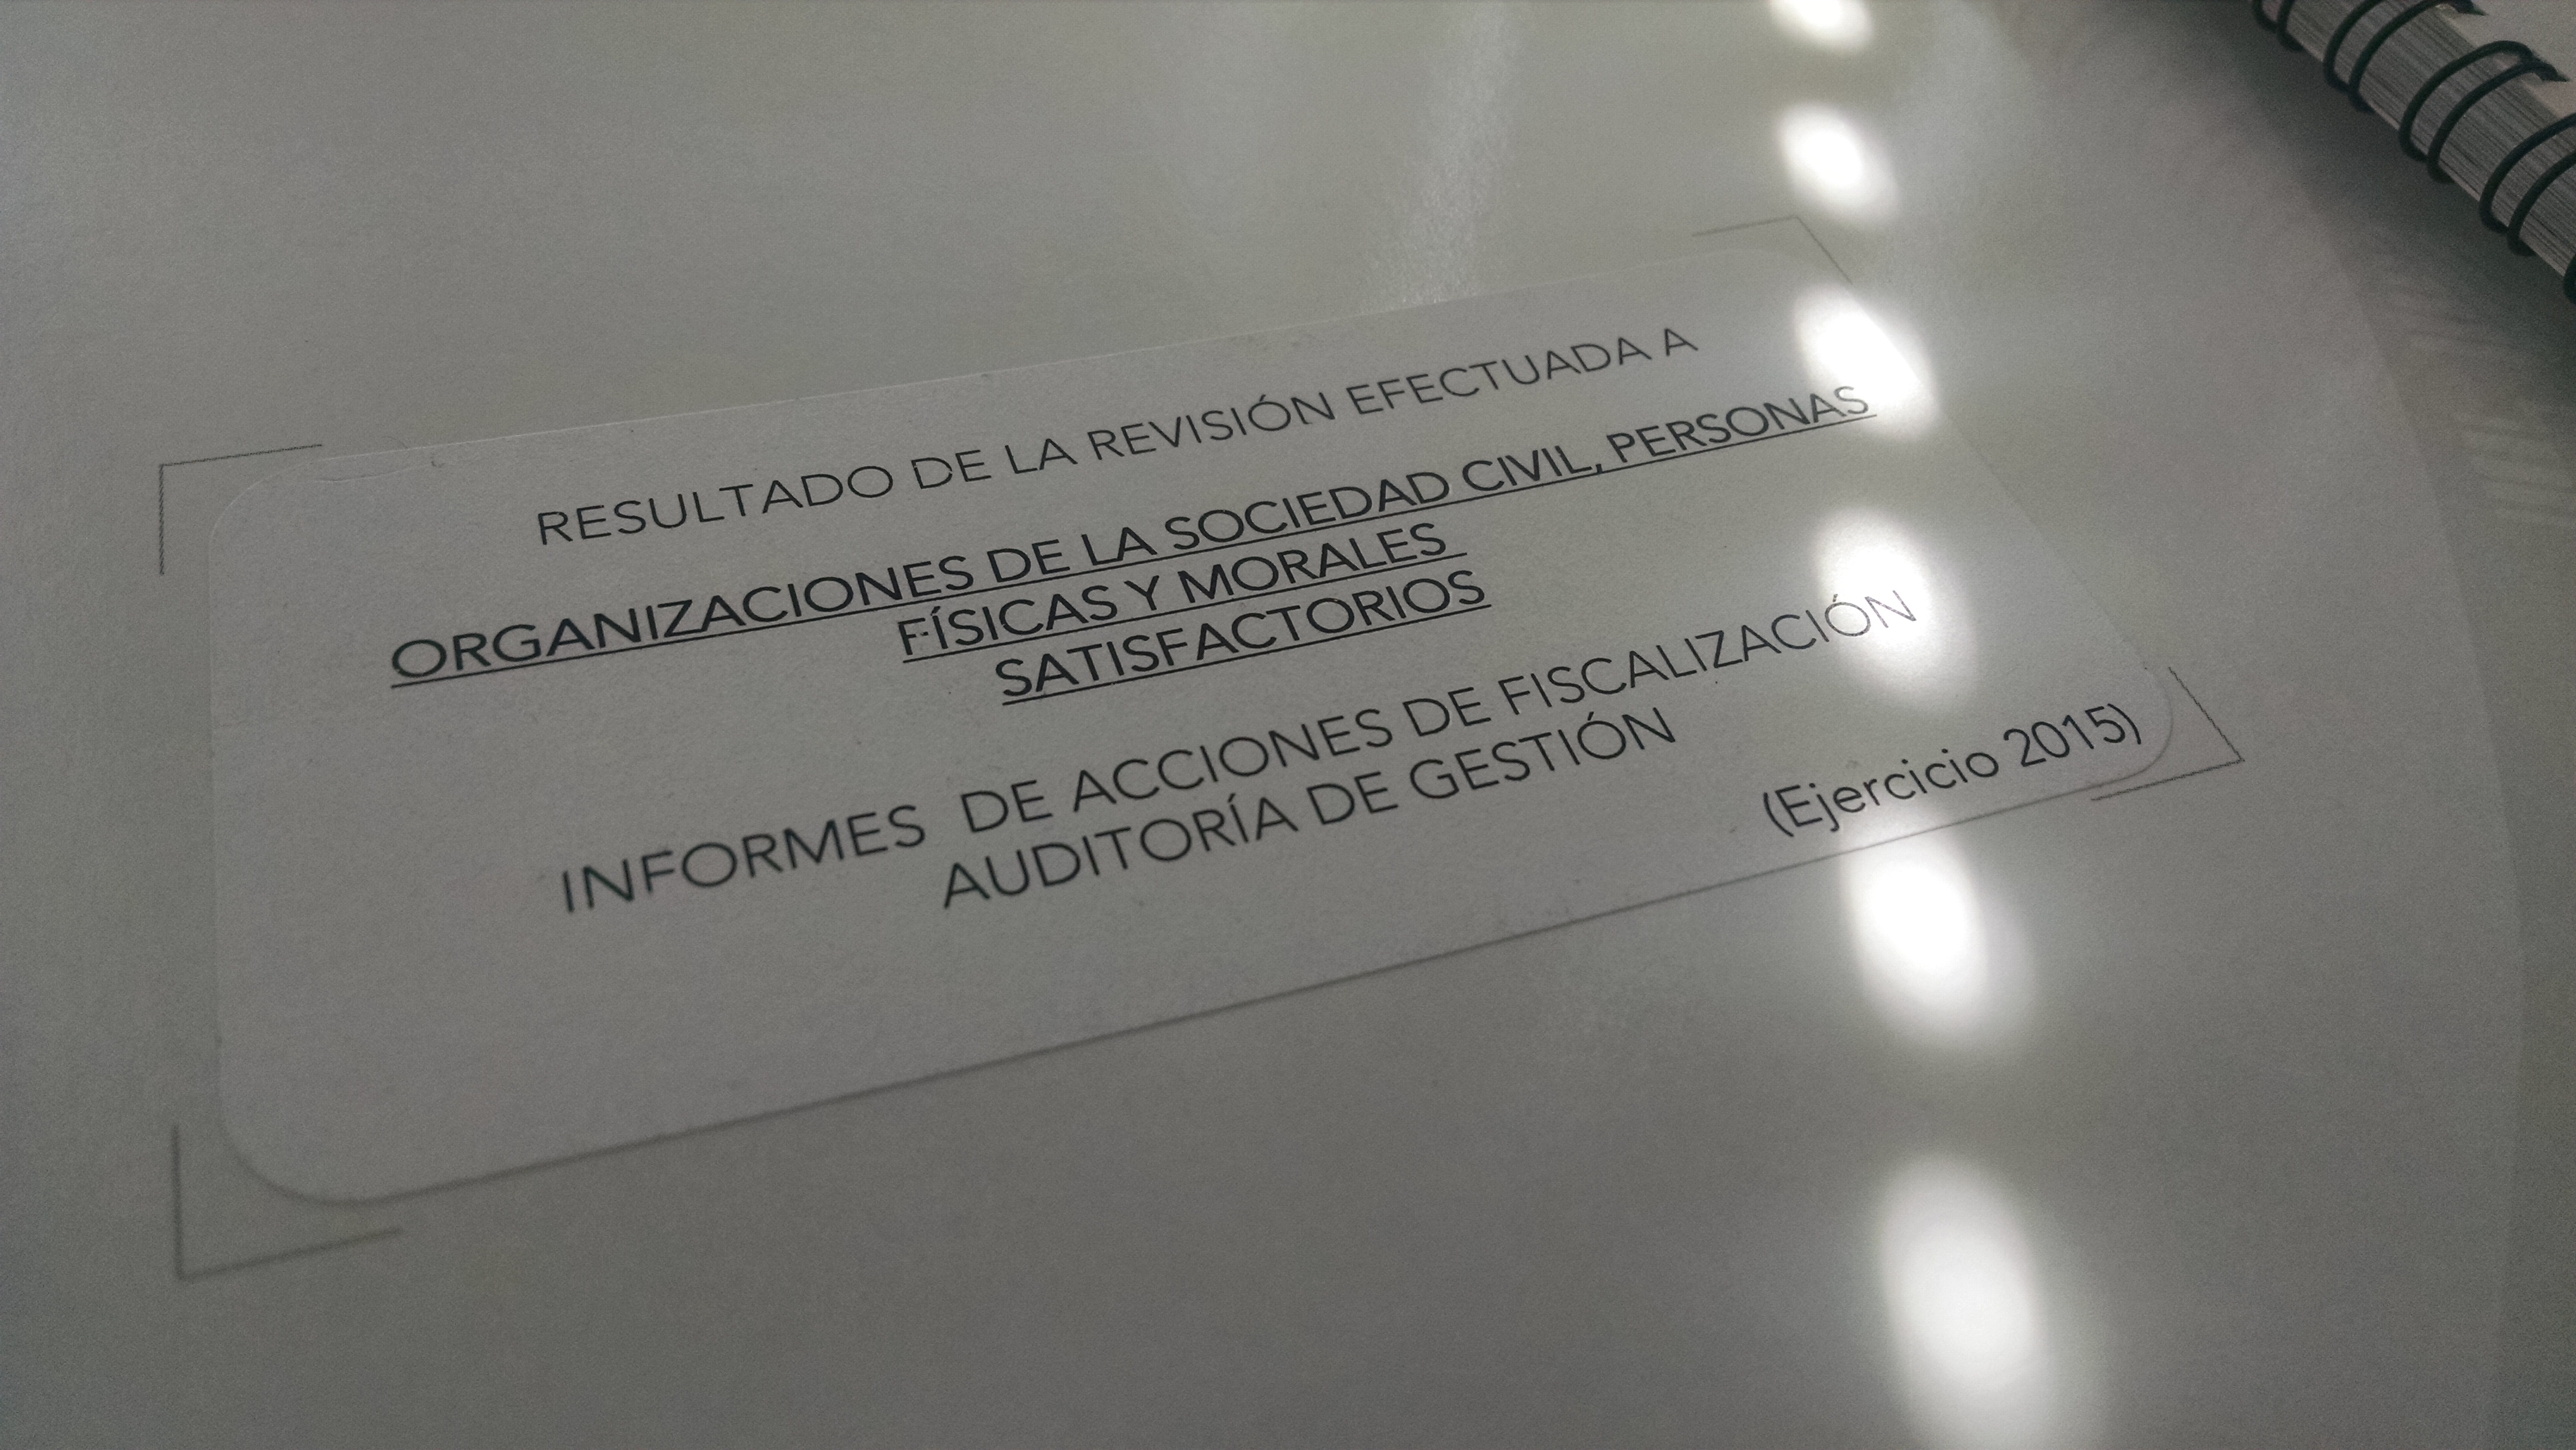 RESULTADO DE LA REVISIÓN EFECTUADA A
ORGANIZACIONES DE LA SOCIEDAD CIVIL, PERSONAS
FÍSICAS Y MORALES
SATISFACTORIOS
INFORMES DE ACCIONES DE FISCALIZACIÓN
AUDITORÍA DE GESTIÓN
(Ejercicio 2015)